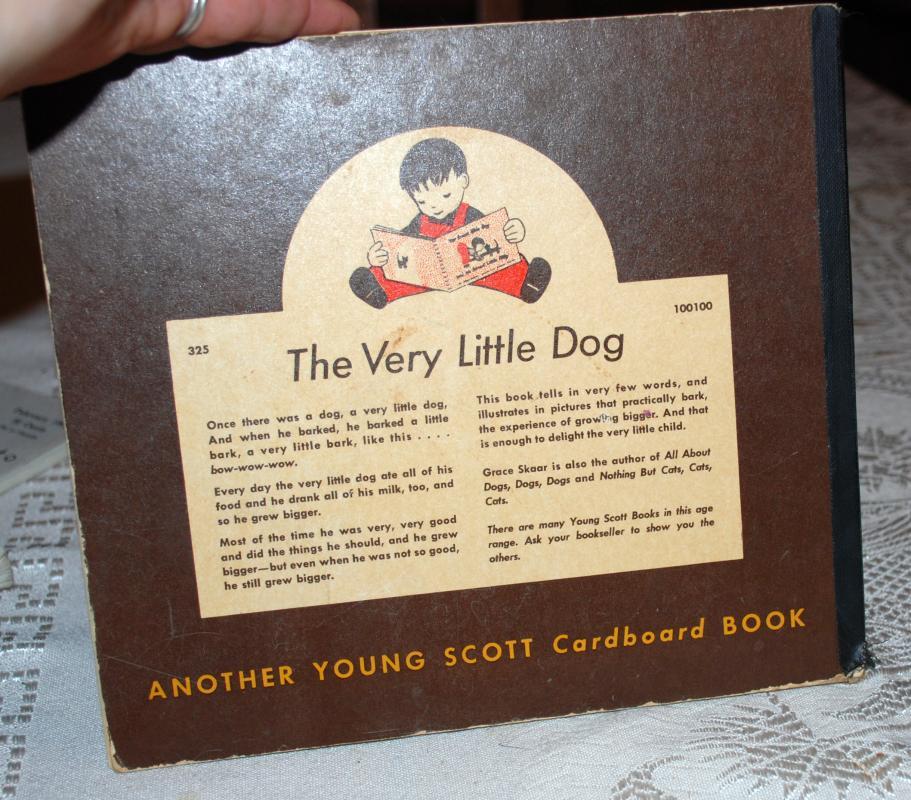 325
100100
The Very Little Dog
Once there was a dog, a very little dog,
And when he barked, he barked a little
bark, a very little bark, like this . . . .
bow-wow-wow.
Every day the very little dog ate all of his
food and he drank all of his milk, too, and
so he grew bigger.
Most of the time he was very, very good
and did the things he should, and he grew
bigger—but even when he was not so good,
he still grew bigger.
This book tells in very few words, and
illustrates in pictures that practically bark,
the experience of growing bigger. And that
is enough to delight the very little child.
Grace Skaar is also the author of All About
Dogs, Dogs, Dogs and Nothing But Cats, Cats,
Cats.
There are many Young Scott Books in this age
range. Ask your bookseller to show you the
others.
ANOTHER YOUNG SCOTT Cardboard BOOK